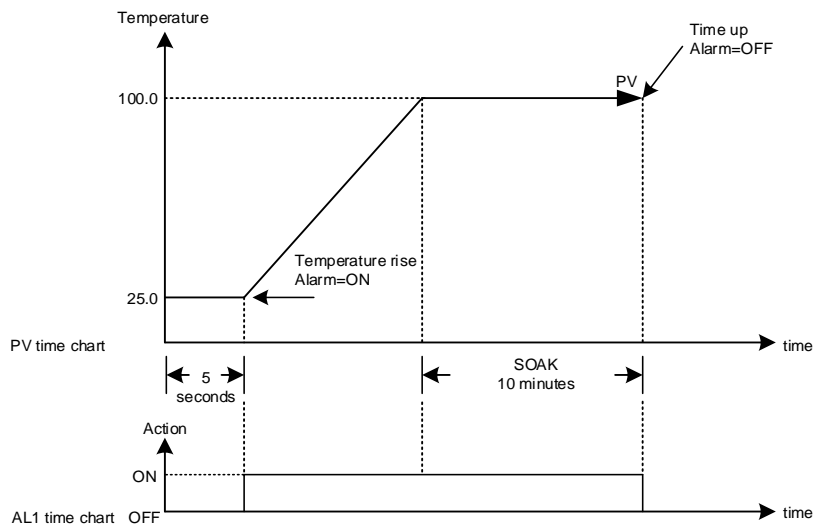 Temperature
Time up
Alarm=OFF
PV
100.0
Temperature rise
Alarm=ON
25.0
PV time chart
time
5
seconds
SOAK
10 minutes
Action
ON
AL1 time chart OFF
time